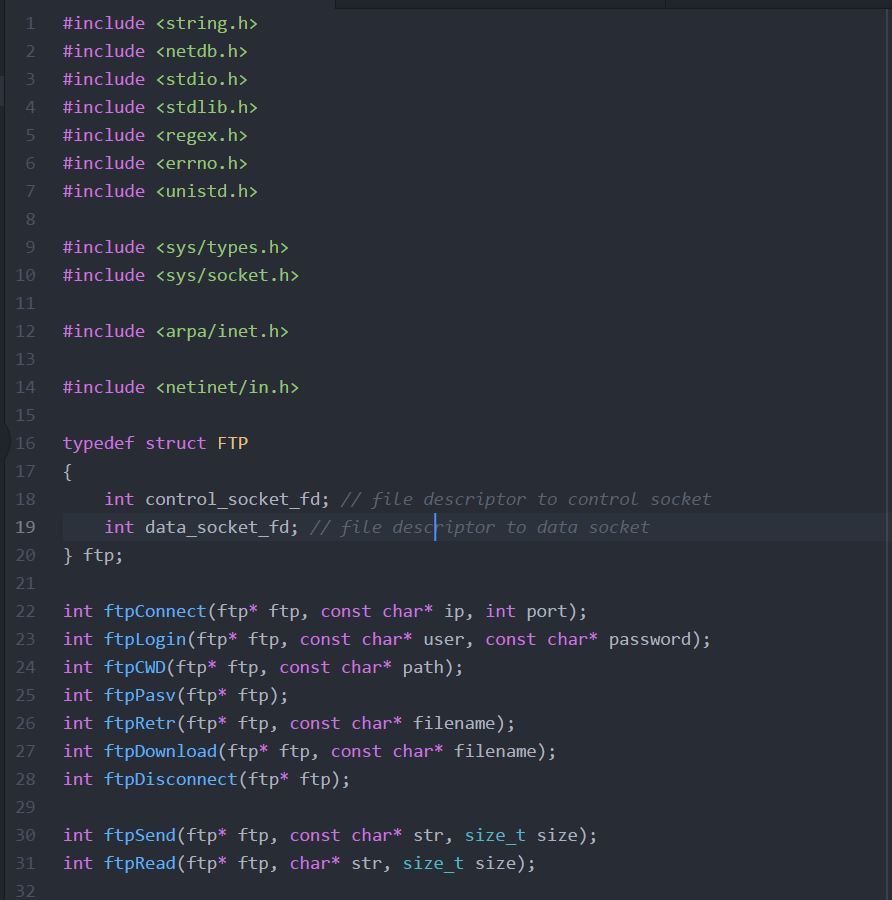 1 #include <string.h>
2 #include <netdb.h>
3 #include <stdio.h>
4 #include <stdlib.h>
5 #include <regex.h>
6 #include <errno.h>
7 #include <unistd.h>
8
9 #include <sys/types.h>
10 #include <sys/socket.h>
11
12 #include <arpa/inet.h>
13
14 #include <netinet/in.h>
15
16 typedef struct FTP
17 {
18     int control_socket_fd; // file descriptor to control socket
19     int data_socket_fd; // file descriptor to data socket
20 } ftp;
21
22 int ftpConnect(ftp* ftp, const char* ip, int port);
23 int ftpLogin(ftp* ftp, const char* user, const char* password);
24 int ftpCWD(ftp* ftp, const char* path);
25 int ftpPasv(ftp* ftp);
26 int ftpRetr(ftp* ftp, const char* filename);
27 int ftpDownload(ftp* ftp, const char* filename);
28 int ftpDisconnect(ftp* ftp);
29
30 int ftpSend(ftp* ftp, const char* str, size_t size);
31 int ftpRead(ftp* ftp, char* str, size_t size);
32